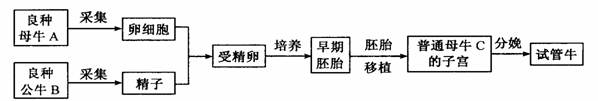 良种
母牛A
采集
卵细胞
良种
公牛B
采集
精子
受精卵
培养
早期
胚胎
胚胎
移植
普通母牛C
的子宫
分娩
试管牛